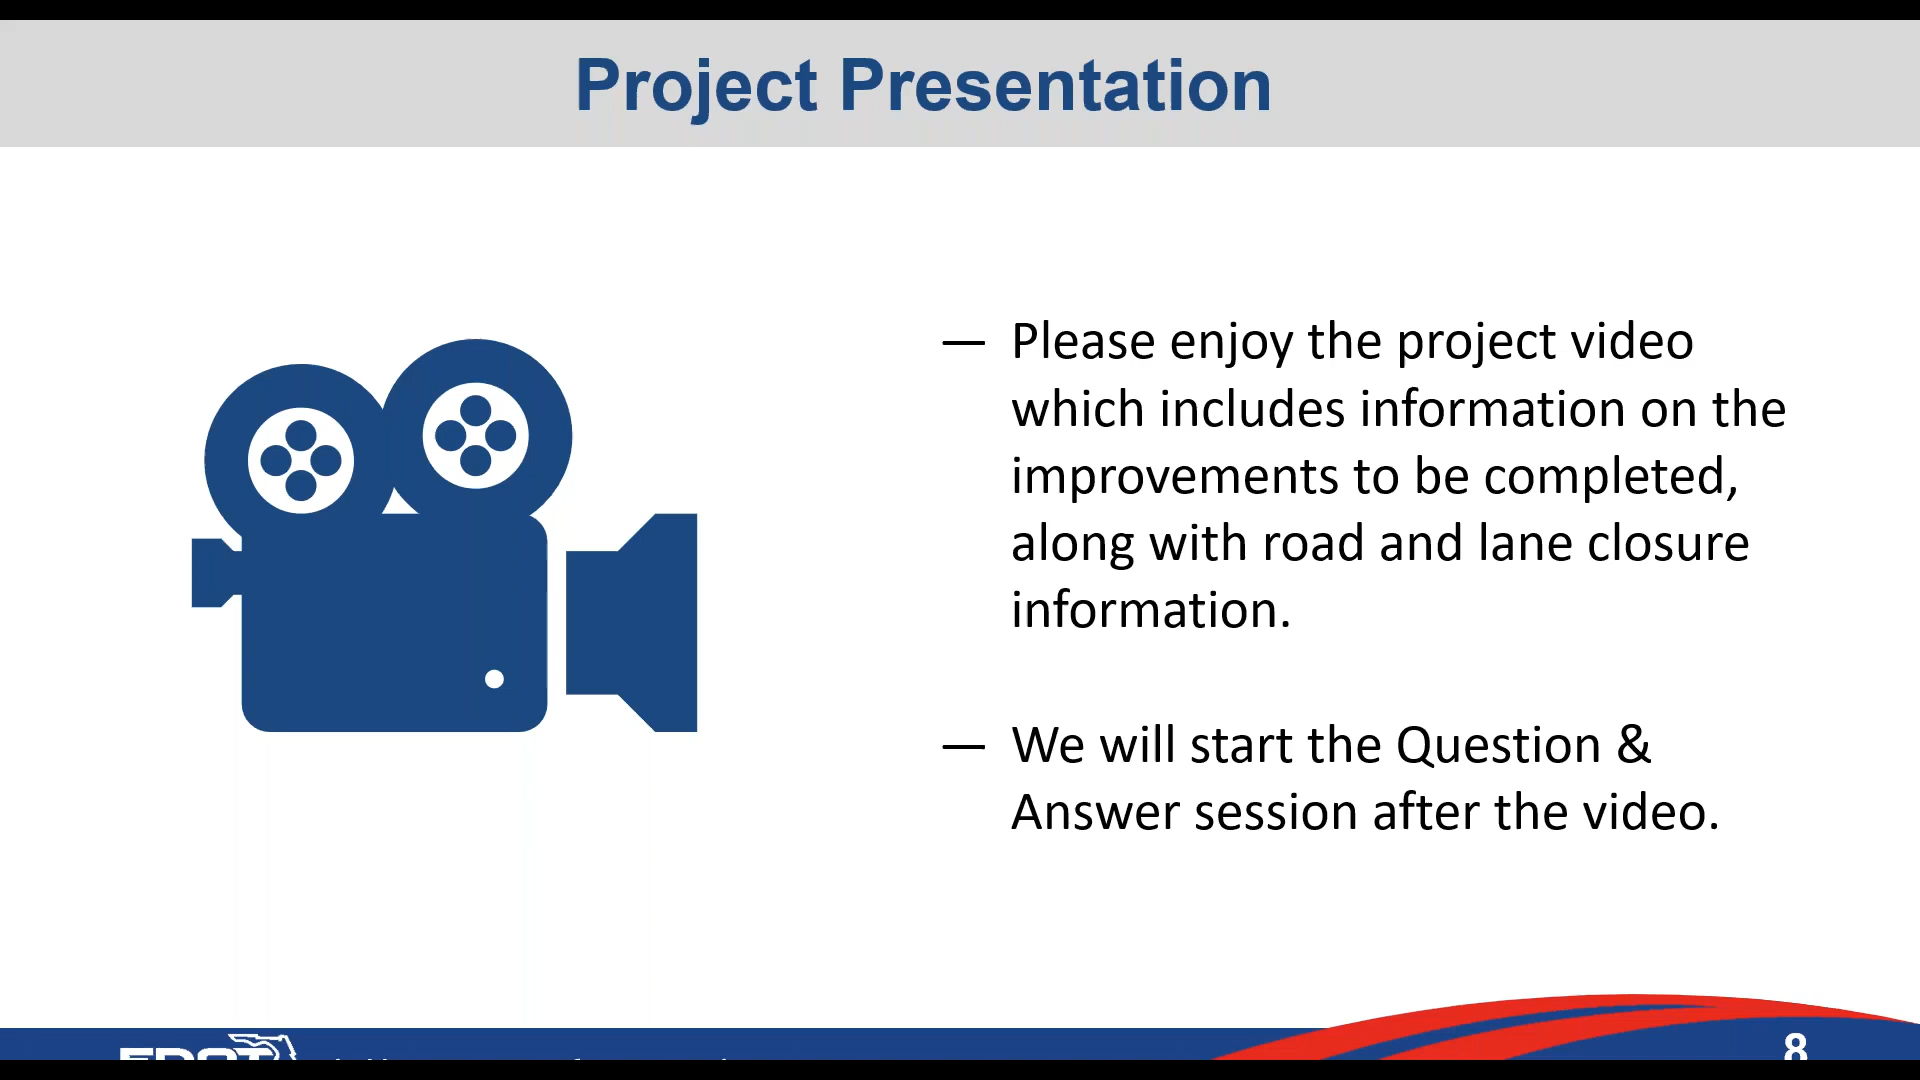 Project Presentation
— Please enjoy the project video
which includes information on the
improvements to be completed,
along with road and lane closure
information.
— We will start the Question &
Answer session after the video.
FDOT
8